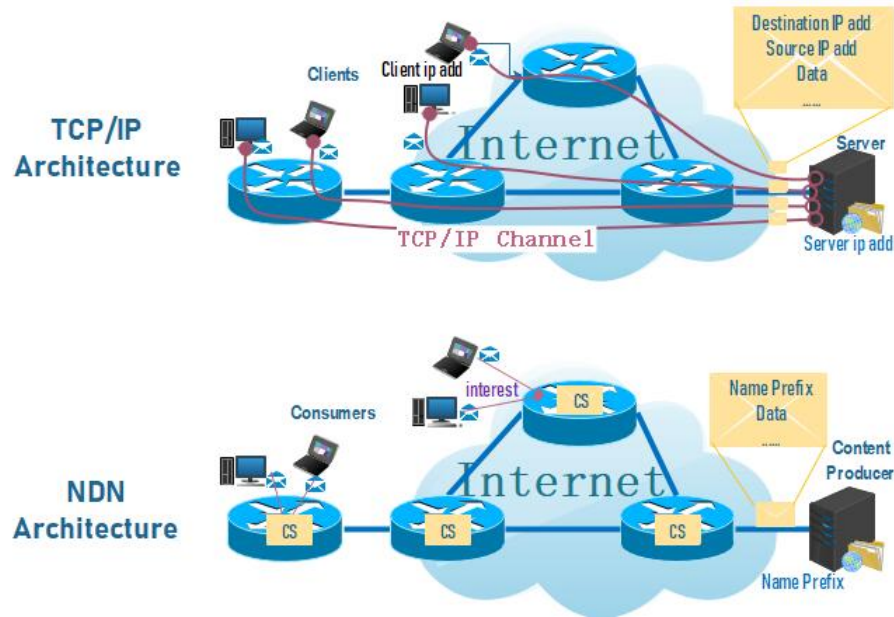 Destination IP add
Source IP add
Data
......
Clients
Client ip add
TCP/IP
Architecture
Internet
Server
TCP/IP Channel
Server ip add
interest
CS
Name Prefix
Data
......
Consumers
Content
Producer
NDN
Architecture
Internet
CS
CS
CS
Name Prefix